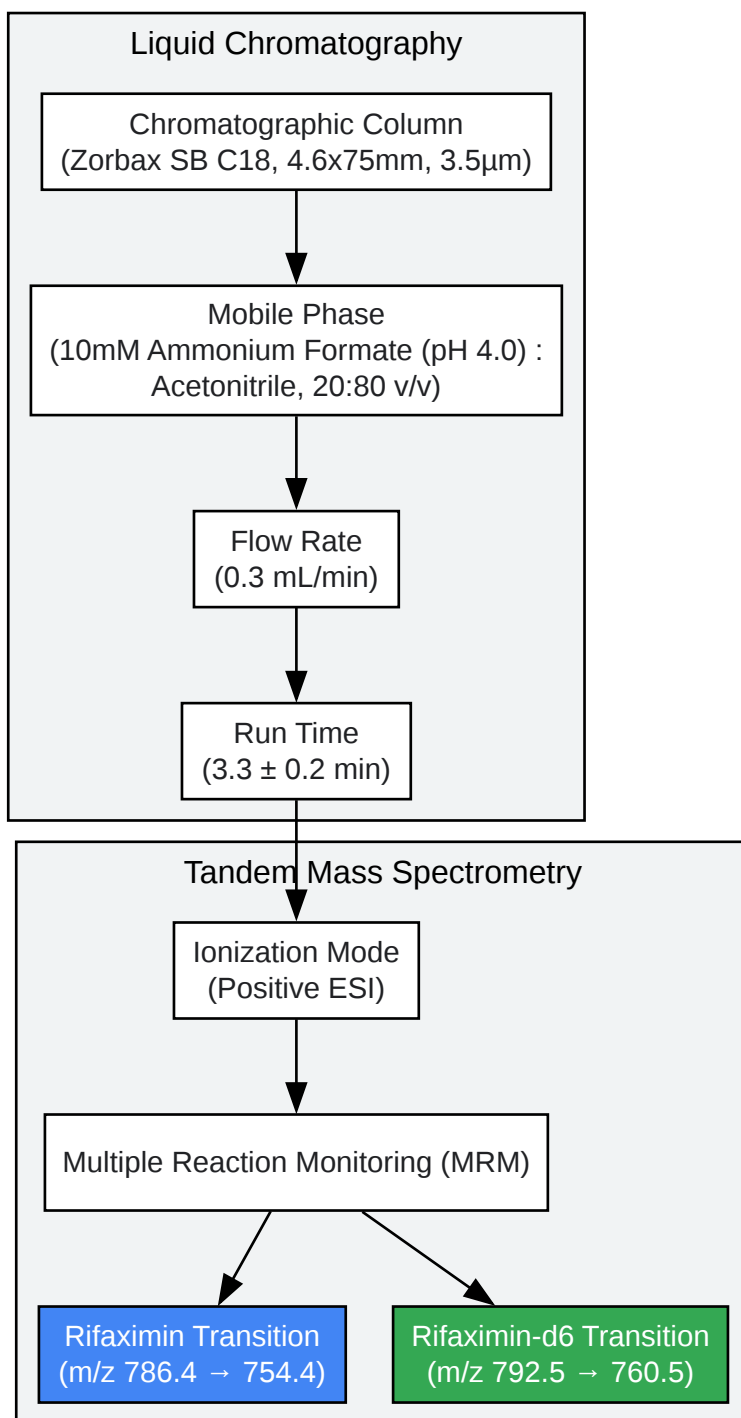 Liquid Chromatography
Chromatographic Column
(Zorbax SB C18, 4.6x75mm, 3.5µm)
Mobile Phase
(10mM Ammonium Formate (pH 4.0) :
Acetonitrile, 20:80 v/v)
Flow Rate
(0.3 mL/min)
Run Time
(3.3 ± 0.2 min)
Tandem Mass Spectrometry
Ionization Mode
(Positive ESI)
Multiple Reaction Monitoring (MRM)
Rifaximin Transition
(m/z 786.4 → 754.4)
Rifaximin-d6 Transition
(m/z 792.5 → 760.5)